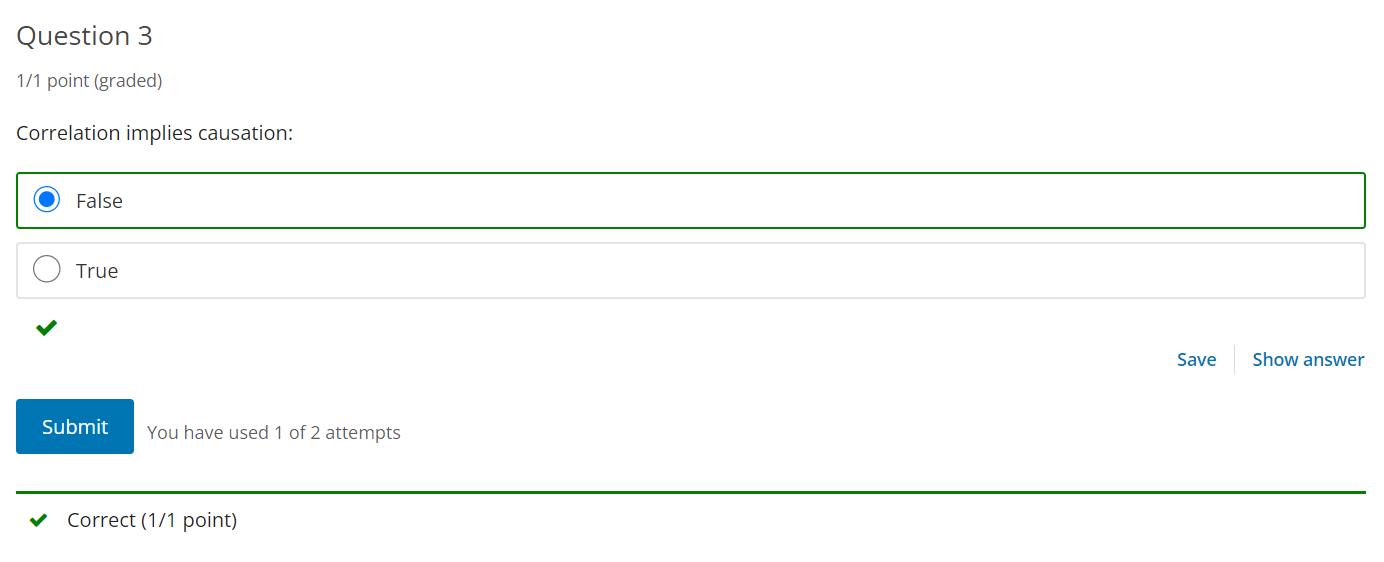 Question 3
1/1 point (graded)
Correlation implies causation:
False
True
Save Show answer
Submit You have used 1 of 2 attempts
Correct (1/1 point)